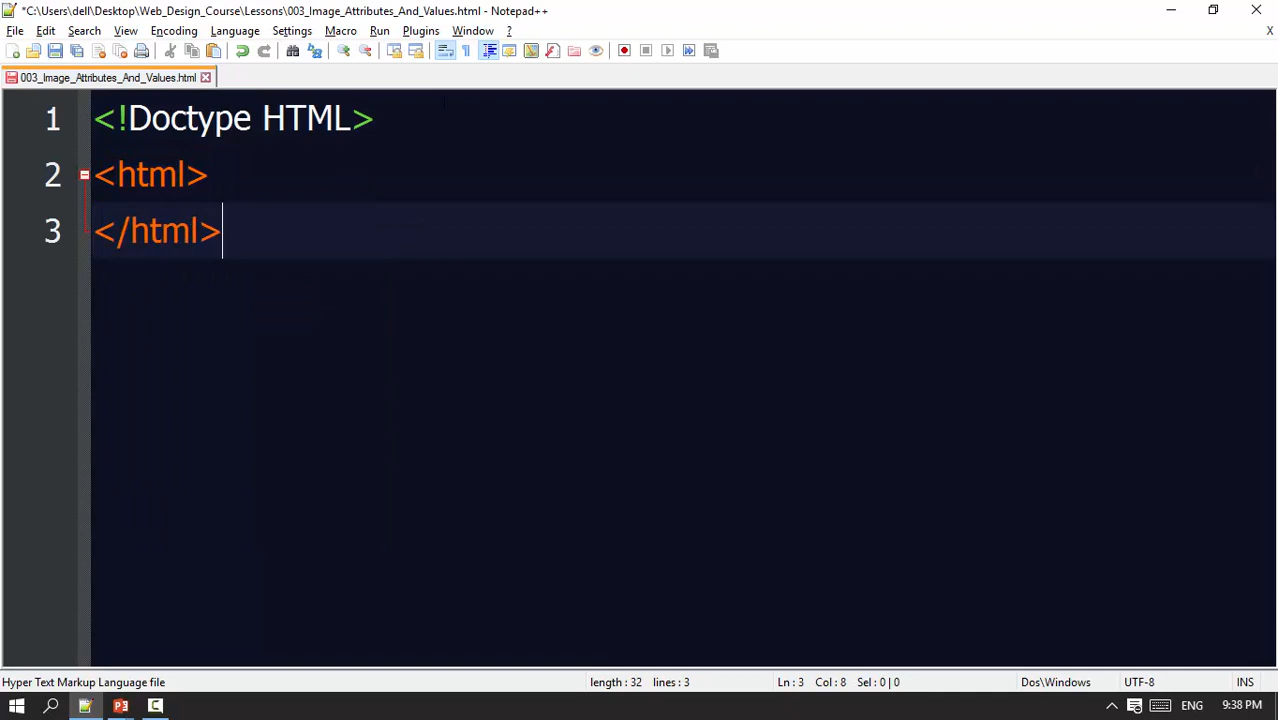 *C:\Users\dell\Desktop\Web_Design_Course\Lessons\003_Image_Attributes_And_Values.html - Notepad++
File Edit Search View Encoding Language Settings Macro Run Plugins Window ? X
003_Image_Attributes_And_Values.html
1 <!Doctype HTML>
2 <html>
3 </html>
Hyper Text Markup Language file length : 32 lines : 3 Ln : 3 Col : 8 Sel : 0 | 0 Dos\Windows UTF-8 INS
ENG 9:38 PM